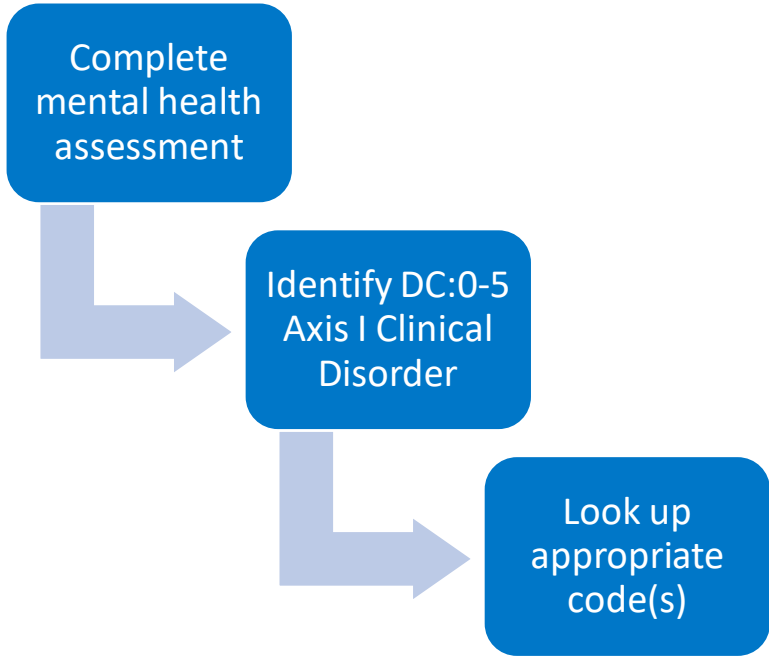 Complete
mental health
assessment
Identify DC:0-5
Axis I Clinical
Disorder
Look up
appropriate
code(s)